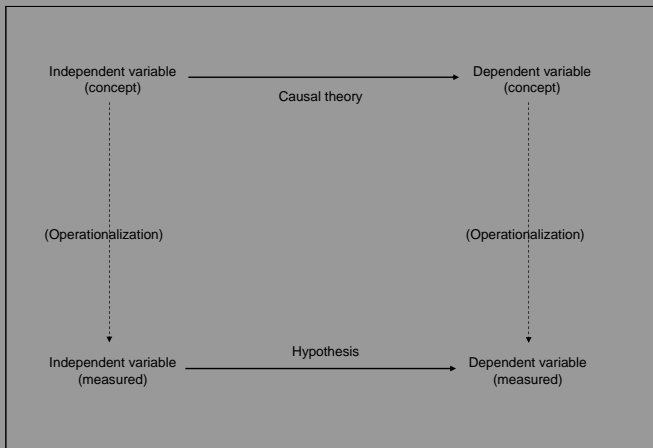 Independent variable
(concept)
Causal theory
Dependent variable
(concept)
(Operationalization)
(Operationalization)
Independent variable
(measured)
Hypothesis
Dependent variable
(measured)